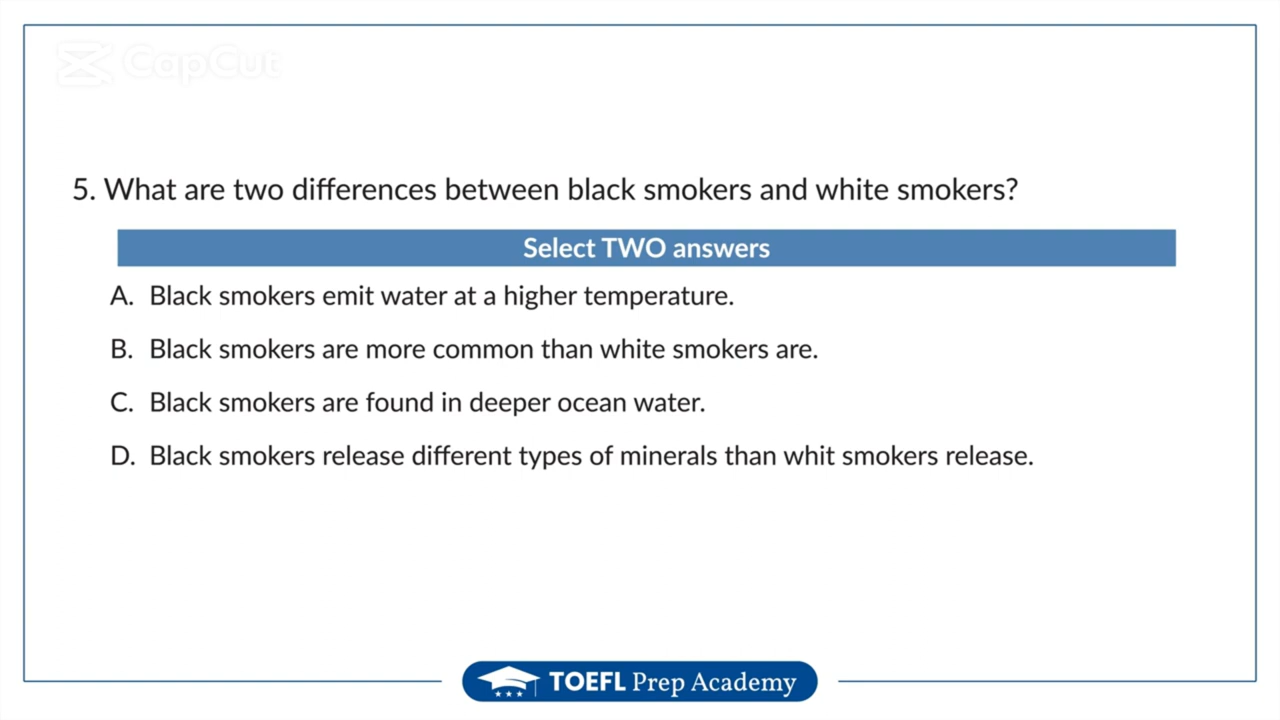 CapCut
5. What are two differences between black smokers and white smokers?
Select TWO answers
A. Black smokers emit water at a higher temperature.
B. Black smokers are more common than white smokers are.
C. Black smokers are found in deeper ocean water.
D. Black smokers release different types of minerals than whit smokers release.
TOEFL Prep Academy